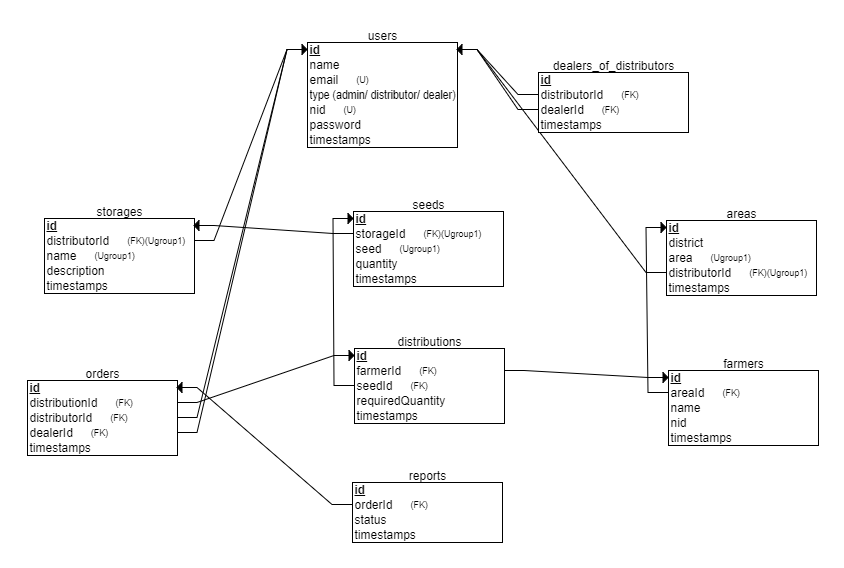 users
id
name
email (U)
type (admin/ distributor/ dealer)
nid (U)
password
timestamps
dealers_of_distributors
id
distributorId (FK)
dealerId (FK)
timestamps
storages
id
distributorId (FK)(Ugroup1)
name (Ugroup1)
description
timestamps
seeds
id
storageId (FK)(Ugroup1)
seed (Ugroup1)
quantity
timestamps
areas
id
district
area (Ugroup1)
distributorId (FK)(Ugroup1)
timestamps
orders
id
distributionId (FK)
distributorId (FK)
dealerId (FK)
timestamps
distributions
id
farmerId (FK)
seedId (FK)
requiredQuantity
timestamps
farmers
id
areaId (FK)
name
nid
timestamps
reports
id
orderId (FK)
status
timestamps